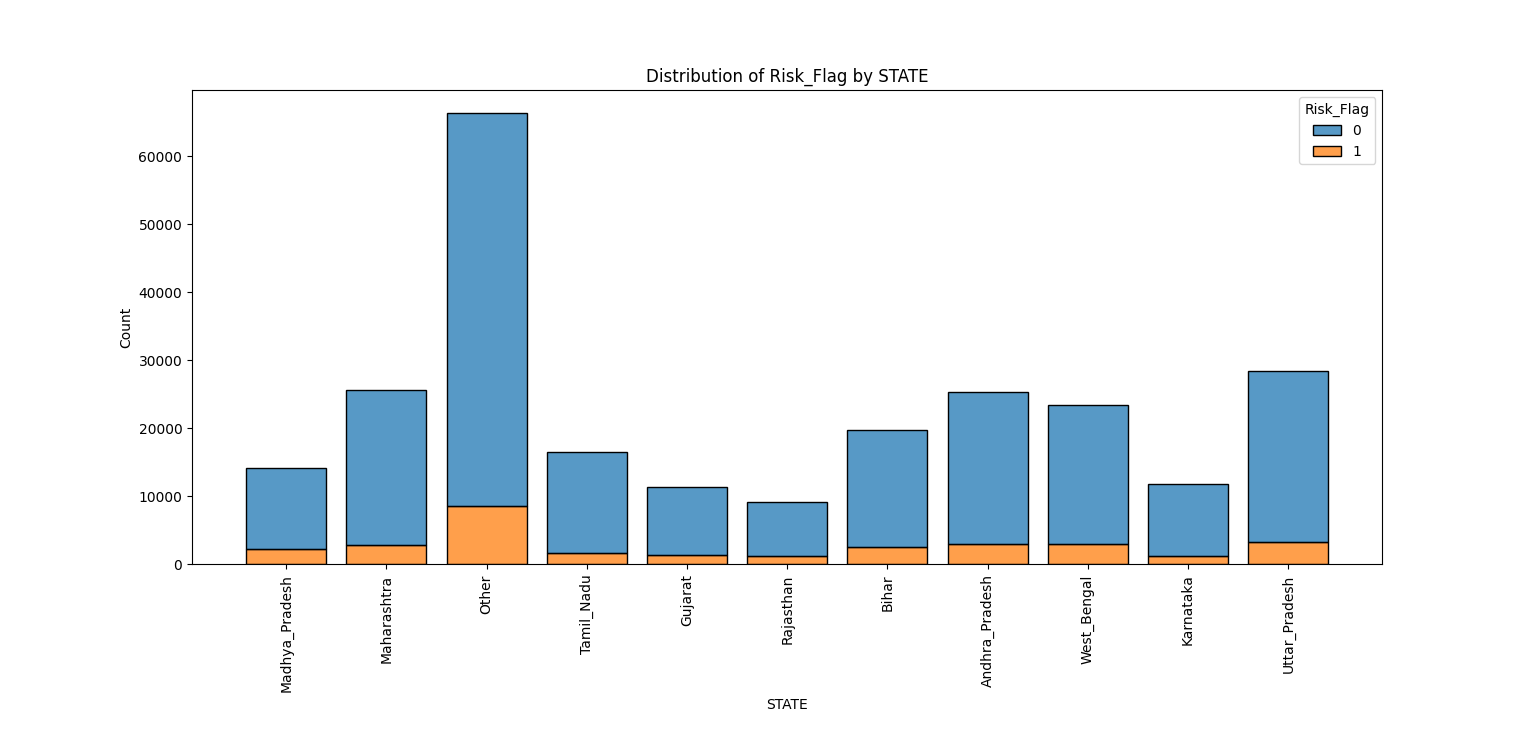 Distribution of Risk_Flag by STATE
Risk_Flag
0
1
Count
60000
50000
40000
30000
20000
10000
0
Madhya_Pradesh
Maharashtra
Other
Tamil_Nadu
Gujarat
Rajasthan
Bihar
Andhra_Pradesh
West_Bengal
Karnataka
Uttar_Pradesh
STATE